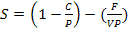 S = (1 − C/P) − (F/VP)